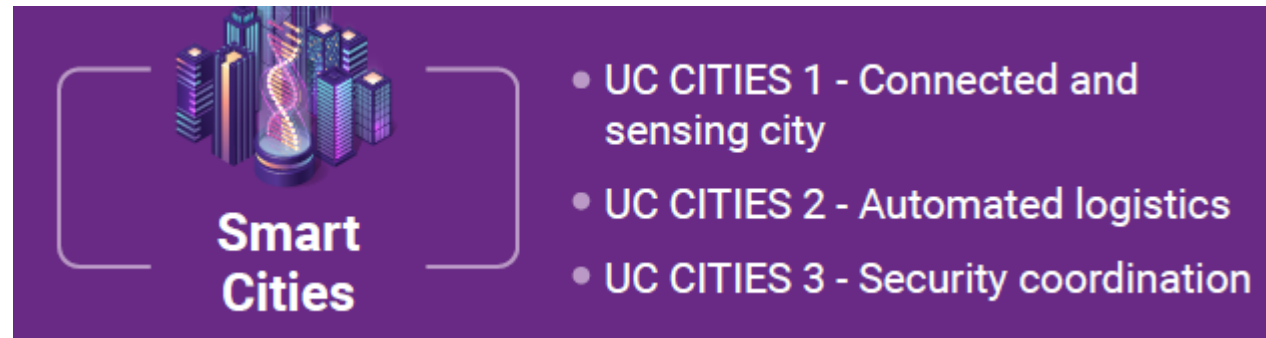 Smart
Cities
UC CITIES 1 - Connected and
sensing city
UC CITIES 2 - Automated logistics
UC CITIES 3 - Security coordination